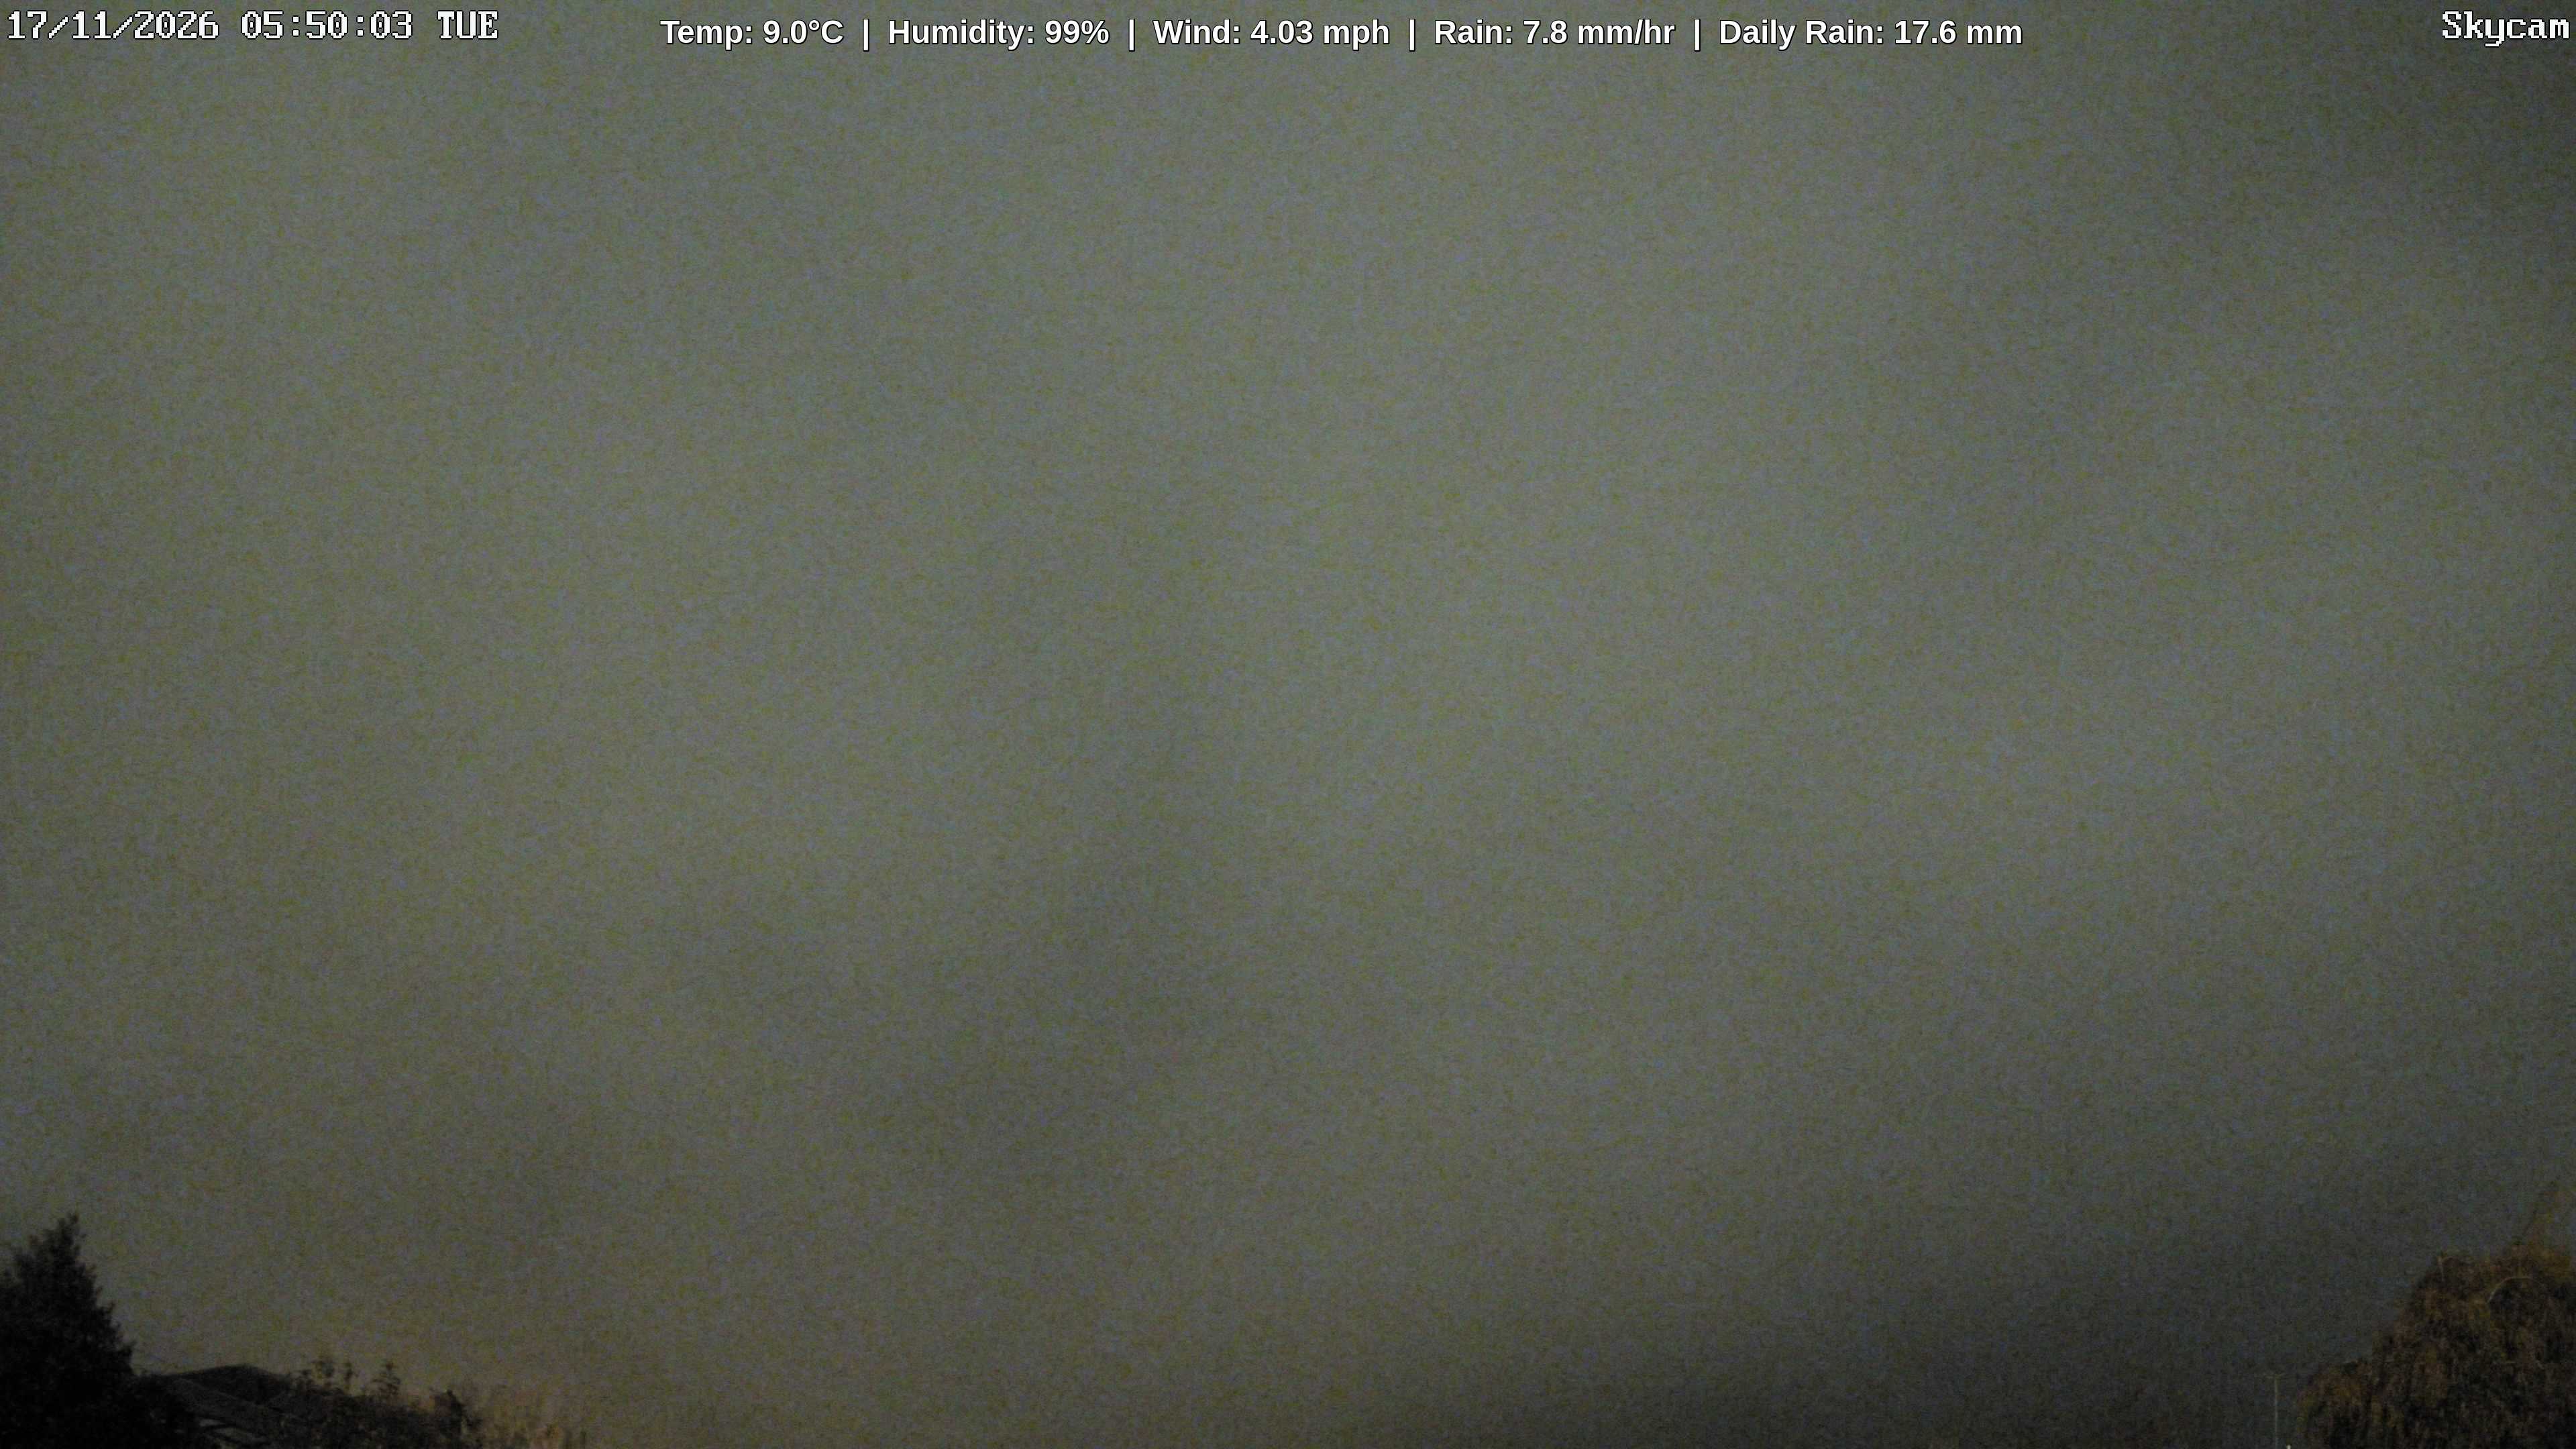 17/11/2026 05:50:03 TUE
Temp: 9.0°C | Humidity: 99% | Wind: 4.03 mph | Rain: 7.8 mm/hr | Daily Rain: 17.6 mm
Skycam